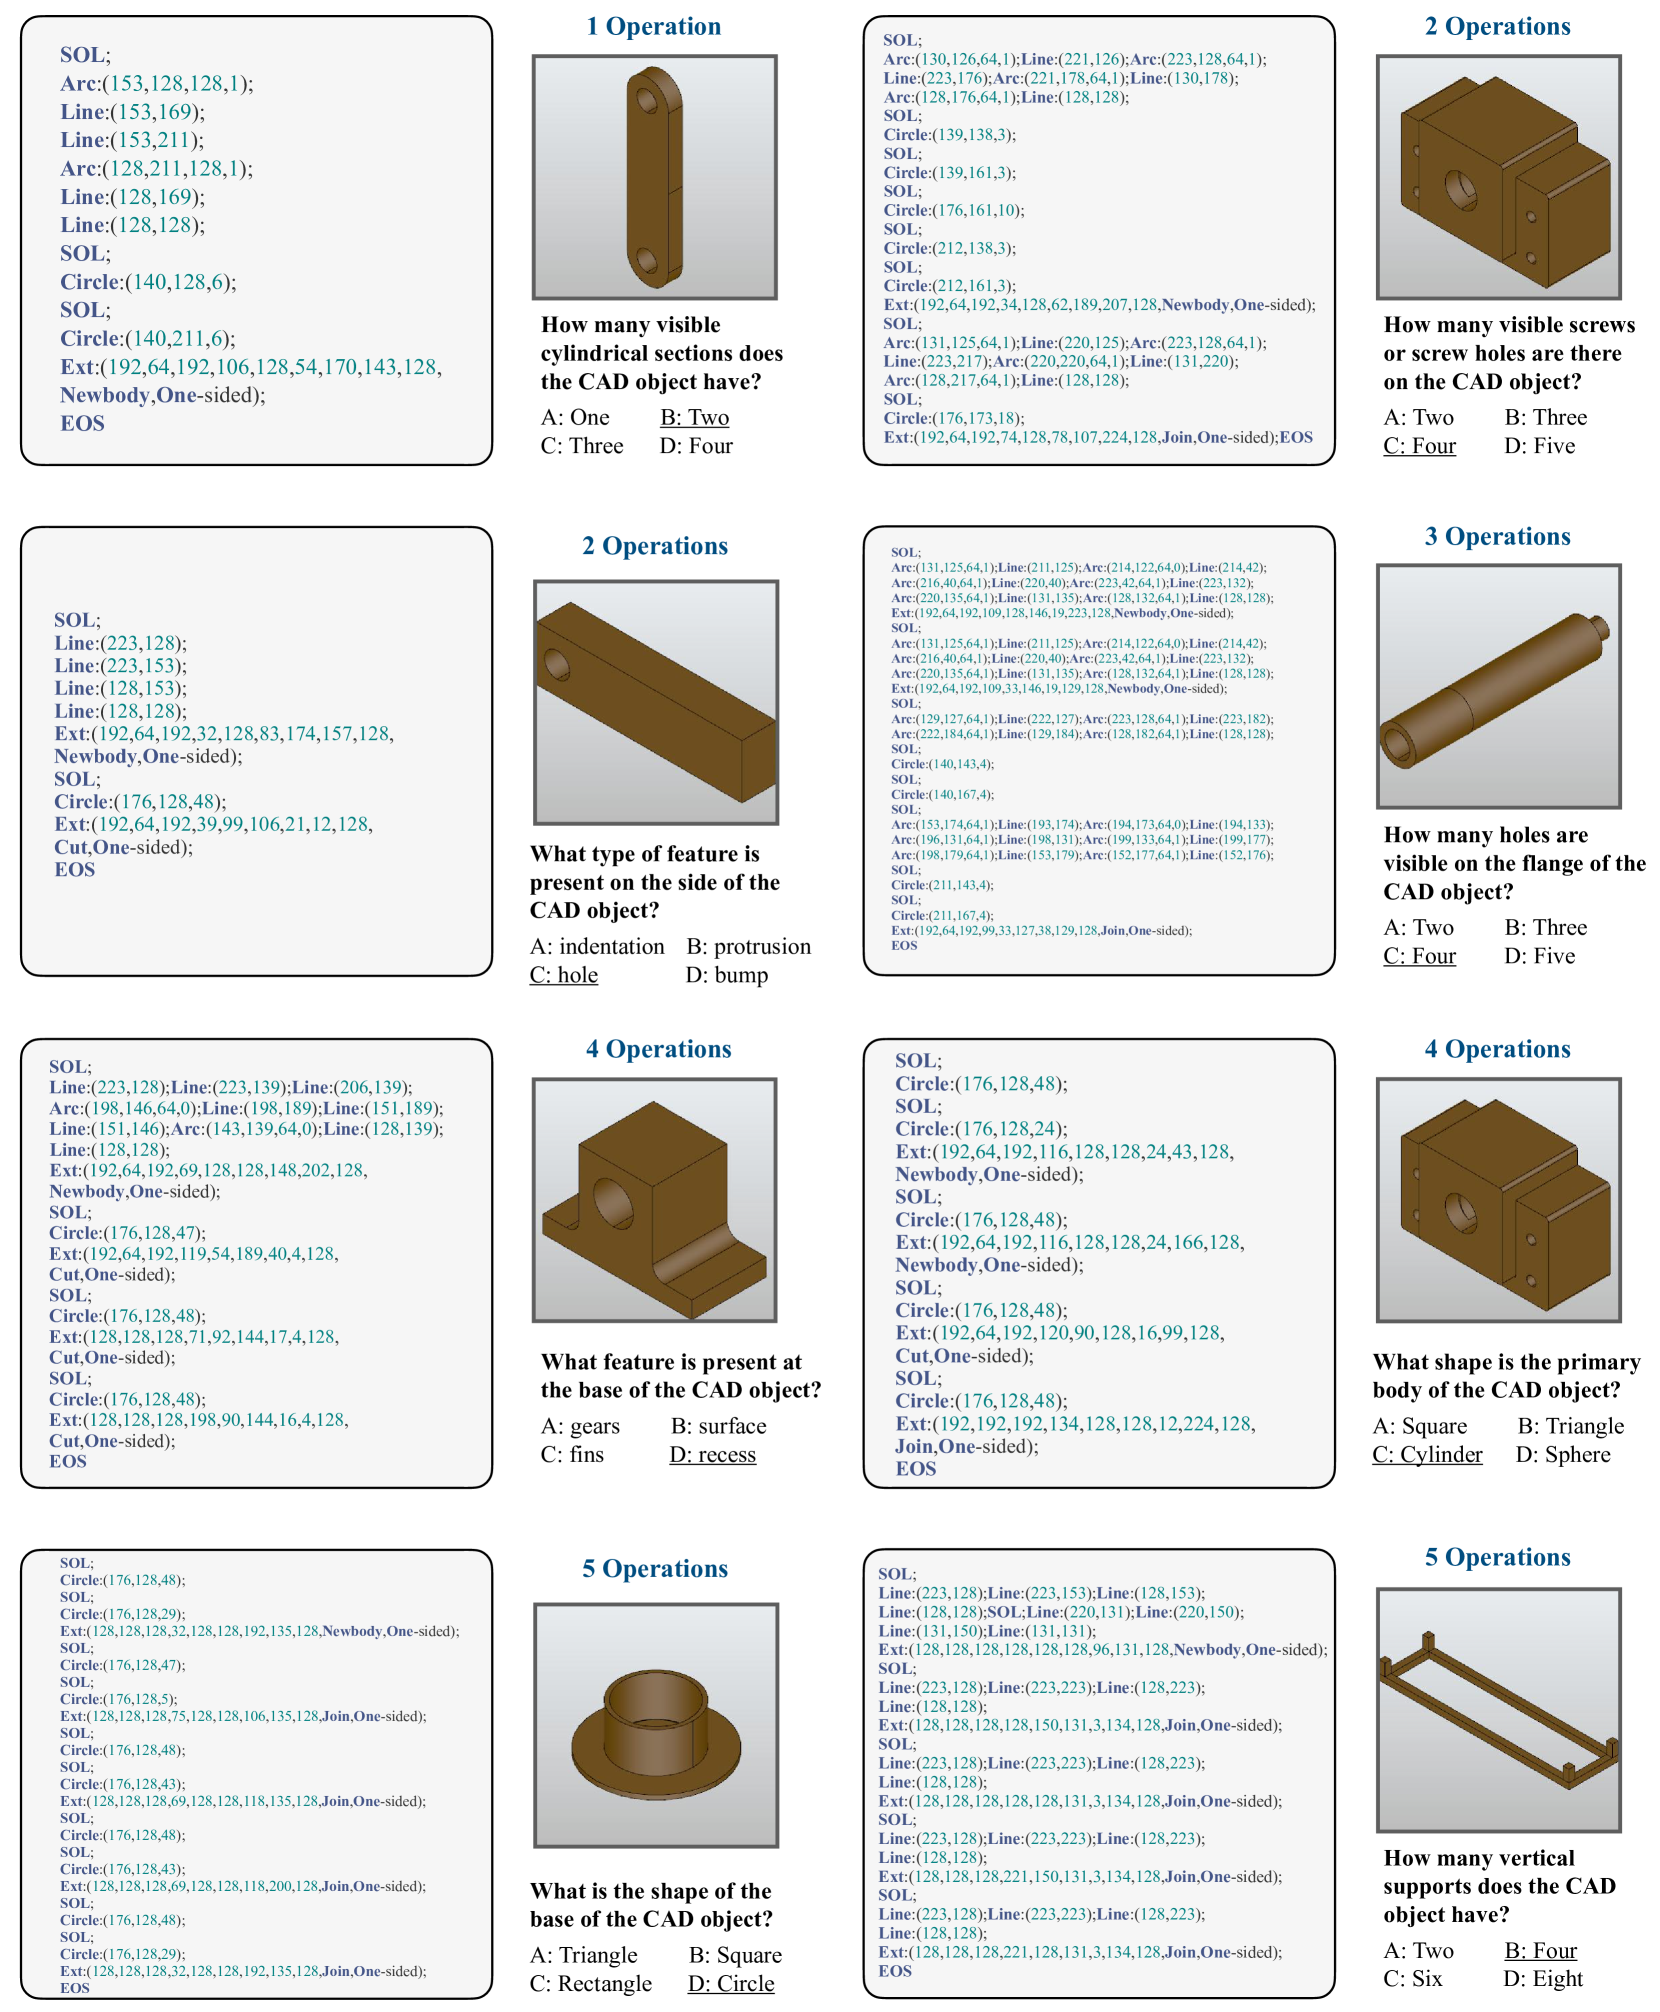 SOL;
Arc:(153,128,128,1);
Line:(153,169);
Line:(153,211);
Arc:(128,211,128,1);
Line:(128,169);
Line:(128,128);
SOL;
Circle:(140,128,6);
SOL;
Circle:(140,211,6);
Ext:(192,64,192,106,128,54,170,143,128,
Newbody,One-sided);
EOS
1 Operation
How many visible
cylindrical sections does
the CAD object have?
A: One B: Two
C: Three D: Four
SOL;
Arc:(130,126,64,1);Line:(221,126);Arc:(223,128,64,1);
Line:(223,176);Arc:(221,178,64,1);Line:(130,178);
Arc:(128,176,64,1);Line:(128,128);
SOL;
Circle:(139,138,3);
SOL;
Circle:(139,161,3);
SOL;
Circle:(176,161,10);
SOL;
Circle:(212,138,3);
SOL;
Circle:(212,161,3);
Ext:(192,64,192,34,128,62,189,207,128,Newbody,One-sided);
SOL;
Arc:(131,125,64,1);Line:(220,125);Arc:(223,128,64,1);
Line:(223,217);Arc:(220,220,64,1);Line:(131,220);
Arc:(128,217,64,1);Line:(128,128);
SOL;
Circle:(176,173,18);
Ext:(192,64,192,74,128,78,107,224,128,Join,One-sided);EOS
2 Operations
How many visible screws
or screw holes are there
on the CAD object?
A: Two B: Three
C: Four D: Five
SOL;
Line:(223,128);
Line:(223,153);
Line:(128,153);
Line:(128,128);
Ext:(192,64,192,32,128,83,174,157,128,
Newbody,One-sided);
SOL;
Circle:(176,128,48);
Ext:(192,64,192,39,99,106,21,12,128,
Cut,One-sided);
EOS
2 Operations
What type of feature is
present on the side of the
CAD object?
A: indentation B: protrusion
C: hole D: bump
SOL;
Arc:(131,125,64,1);Line:(211,125);Arc:(214,122,64,0);Line:(214,42);
Arc:(216,40,64,1);Line:(220,40);Arc:(223,42,64,1);Line:(223,132);
Arc:(220,135,64,1);Line:(131,135);Arc:(128,132,64,1);Line:(128,128);
Ext:(192,64,192,109,128,146,19,223,128,Newbody,One-sided);
SOL;
Arc:(131,125,64,1);Line:(211,125);Arc:(214,122,64,0);Line:(214,42);
Arc:(216,40,64,1);Line:(220,40);Arc:(223,42,64,1);Line:(223,132);
Arc:(220,135,64,1);Line:(131,135);Arc:(128,132,64,1);Line:(128,128);
Ext:(192,64,192,109,33,146,19,129,128,Newbody,One-sided);
SOL;
Arc:(129,127,64,1);Line:(222,127);Arc:(223,128,64,1);Line:(223,182);
Arc:(222,184,64,1);Line:(129,184);Arc:(128,182,64,1);Line:(128,128);
SOL;
Circle:(140,143,4);
SOL;
Circle:(140,167,4);
SOL;
Arc:(153,174,64,1);Line:(193,174);Arc:(194,173,64,0);Line:(194,133);
Arc:(196,131,64,1);Line:(198,131);Arc:(199,133,64,1);Line:(199,177);
Arc:(198,179,64,1);Line:(153,179);Arc:(152,177,64,1);Line:(152,176);
SOL;
Circle:(211,143,4);
SOL;
Circle:(211,167,4);
Ext:(192,64,192,99,33,127,38,129,128,Join,One-sided);
EOS
3 Operations
How many holes are
visible on the flange of the
CAD object?
A: Two B: Three
C: Four D: Five
SOL;
Line:(223,128);Line:(223,139);Line:(206,139);
Arc:(198,146,64,0);Line:(198,189);Line:(151,189);
Line:(151,146);Arc:(143,139,64,0);Line:(128,139);
Line:(128,128);
Ext:(192,64,192,69,128,128,148,202,128,
Newbody,One-sided);
SOL;
Circle:(176,128,47);
Ext:(192,64,192,119,54,189,40,4,128,
Cut,One-sided);
SOL;
Circle:(176,128,48);
Ext:(128,128,128,71,92,144,17,4,128,
Cut,One-sided);
SOL;
Circle:(176,128,48);
Ext:(128,128,128,198,90,144,16,4,128,
Cut,One-sided);
EOS
4 Operations
What feature is present at
the base of the CAD object?
A: gears B: surface
C: fins D: recess
SOL;
Circle:(176,128,48);
SOL;
Circle:(176,128,24);
Ext:(192,64,192,116,128,128,24,43,128,
Newbody,One-sided);
SOL;
Circle:(176,128,48);
Ext:(192,64,192,116,128,128,24,166,128,
Newbody,One-sided);
SOL;
Circle:(176,128,48);
Ext:(192,64,192,120,90,128,16,99,128,
Cut,One-sided);
SOL;
Circle:(176,128,48);
Ext:(192,192,192,134,128,128,12,224,128,
Join,One-sided);
EOS
4 Operations
What shape is the primary
body of the CAD object?
A: Square B: Triangle
C: Cylinder D: Sphere
SOL;
Circle:(176,128,48);
SOL;
Circle:(176,128,29);
Ext:(128,128,128,32,128,128,192,135,128,Newbody,One-sided);
SOL;
Circle:(176,128,47);
SOL;
Circle:(176,128,5);
Ext:(128,128,128,75,128,128,106,135,128,Join,One-sided);
SOL;
Circle:(176,128,48);
SOL;
Circle:(176,128,43);
Ext:(128,128,128,69,128,128,118,135,128,Join,One-sided);
SOL;
Circle:(176,128,48);
SOL;
Circle:(176,128,43);
Ext:(128,128,128,69,128,128,118,200,128,Join,One-sided);
SOL;
Circle:(176,128,48);
SOL;
Circle:(176,128,29);
Ext:(128,128,128,32,128,128,192,135,128,Join,One-sided);
EOS
5 Operations
What is the shape of the
base of the CAD object?
A: Triangle B: Square
C: Rectangle D: Circle
SOL;
Line:(223,128);Line:(223,153);Line:(128,153);
Line:(128,128);SOL;Line:(220,131);Line:(220,150);
Line:(131,150);Line:(131,131);
Ext:(128,128,128,128,128,128,96,131,128,Newbody,One-sided);
SOL;
Line:(223,128);Line:(223,223);Line:(128,223);
Line:(128,128);
Ext:(128,128,128,128,150,131,3,134,128,Join,One-sided);
SOL;
Line:(223,128);Line:(223,223);Line:(128,223);
Line:(128,128);
Ext:(128,128,128,128,128,131,3,134,128,Join,One-sided);
SOL;
Line:(223,128);Line:(223,223);Line:(128,223);
Line:(128,128);
Ext:(128,128,128,221,150,131,3,134,128,Join,One-sided);
SOL;
Line:(223,128);Line:(223,223);Line:(128,223);
Line:(128,128);
Ext:(128,128,128,221,128,131,3,134,128,Join,One-sided);
EOS
5 Operations
How many vertical
supports does the CAD
object have?
A: Two B: Four
C: Six D: Eight